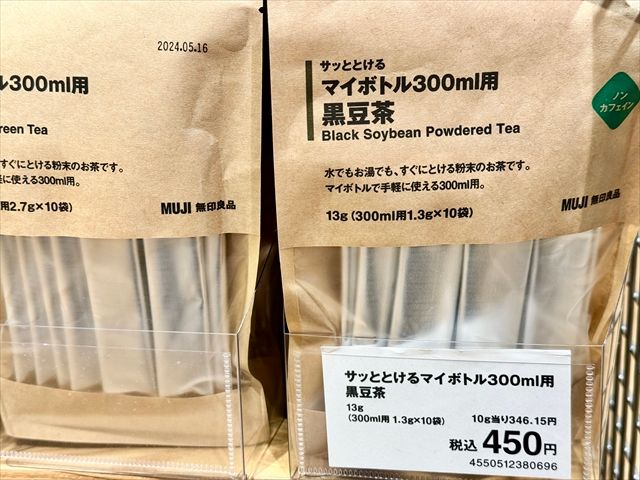 2024.05.16
ル300ml用
reen Tea
すぐにとける粉末のお茶です。
軽に使える300ml用。
用2.7g×10袋)
MUJI 無印良品
サッととける
マイボトル300ml用
黒豆茶
Black Soybean Powdered Tea
水でもお湯でも、すぐにとける粉末のお茶です。
マイボトルで手軽に使える300ml用。
13g(300ml用1.3g×10袋)
MUJI 無印良品
ノン
カフェイン
サッととけるマイボトル300ml用
黒豆茶
13g
(300ml用 1.3g×10袋)
10g当り346.15円
税込 450円
4550512380696